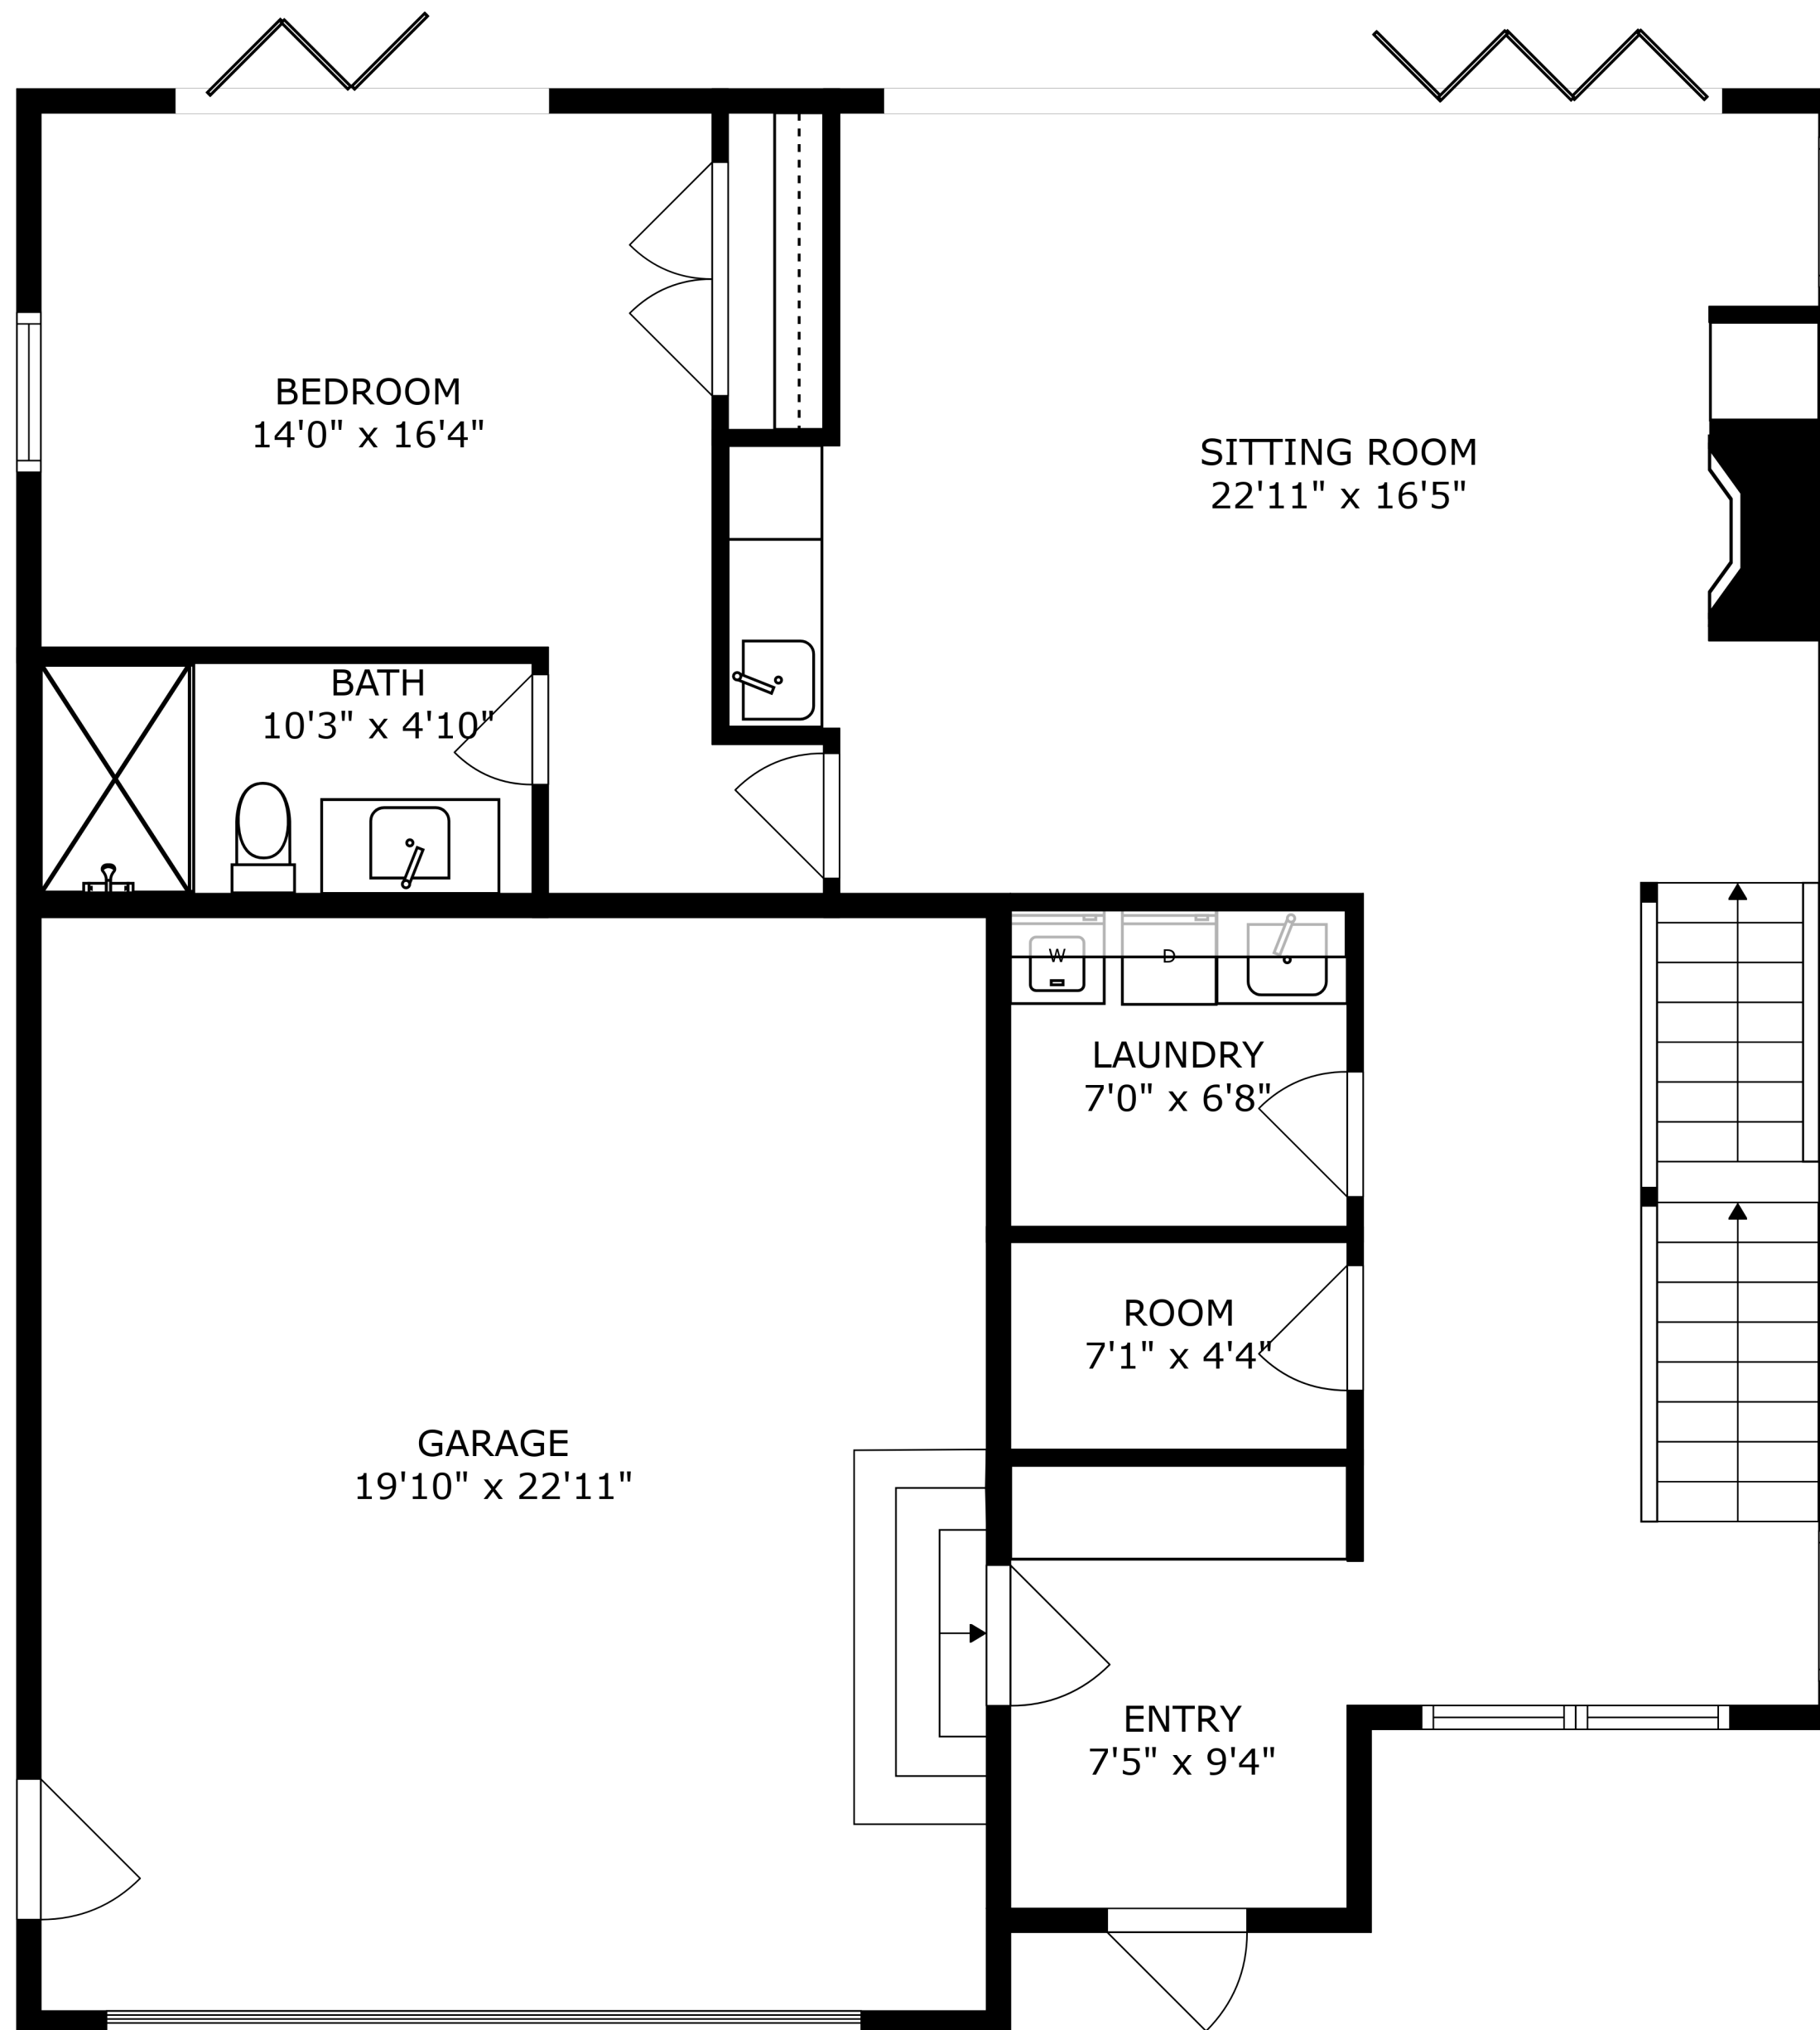 BEDROOM
14'0" x 16'4"
SITTING ROOM
22'11" x 16'5"
BATH
10'3" x 4'10"
W
D
LAUNDRY
7'0" x 6'8"
ROOM
7'1" x 4'4"
GARAGE
19'10" x 22'11"
ENTRY
7'5" x 9'4"